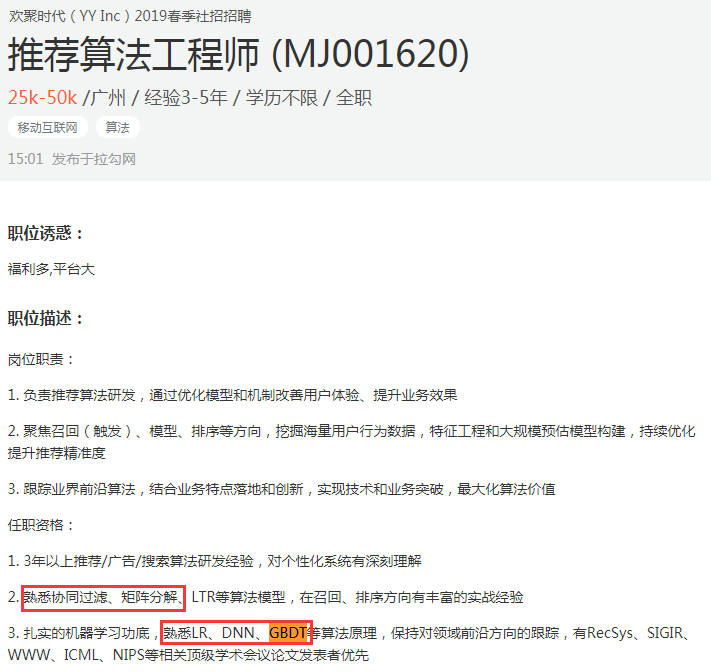 欢聚时代（YY Inc）2019春季社招招聘
推荐算法工程师 (MJ001620)
25k-50k /广州 / 经验3-5年 / 学历不限 / 全职
移动互联网 算法
15:01 发布于拉勾网
职位诱惑：
福利多,平台大
职位描述：
岗位职责：
1. 负责推荐算法研发，通过优化模型和机制改善用户体验、提升业务效果
2. 聚焦召回（触发）、模型、排序等方向，挖掘海量用户行为数据，特征工程和大规模预估模型构建，持续优化
提升推荐精准度
3. 跟踪业界前沿算法，结合业务特点落地和创新，实现技术和业务突破，最大化算法价值
任职资格：
1. 3年以上推荐/广告/搜索算法研发经验，对个性化系统有深刻理解
2. 熟悉协同过滤、矩阵分解、LTR等算法模型，在召回、排序方向有丰富的实战经验
3. 扎实的机器学习功底，熟悉LR、DNN、GBDT等算法原理，保持对领域前沿方向的跟踪，有RecSys、SIGIR、
WWW、ICML、NIPS等相关顶级学术会议论文发表者优先